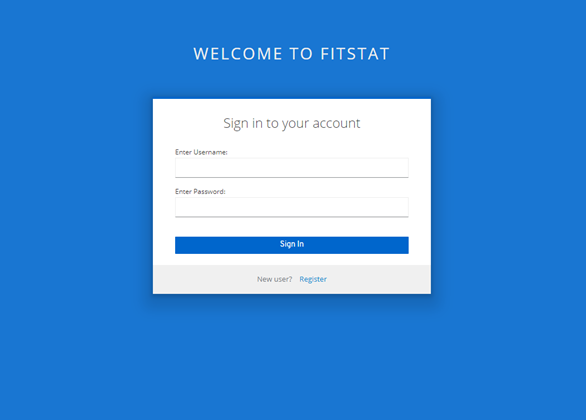 WELCOME TO FITSTAT
Sign in to your account
Enter Username:
Enter Password:
Sign In
New user? Register